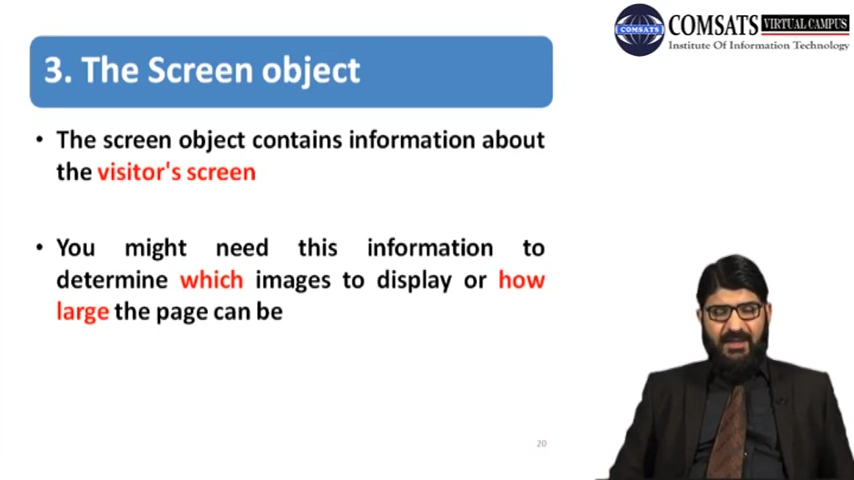 COMSATS VIRTUAL CAMPUS
COMSATS
Institute Of Information Technology
3. The Screen object
• The screen object contains information about
the visitor's screen
• You might need this information to
determine which images to display or how
large the page can be
20